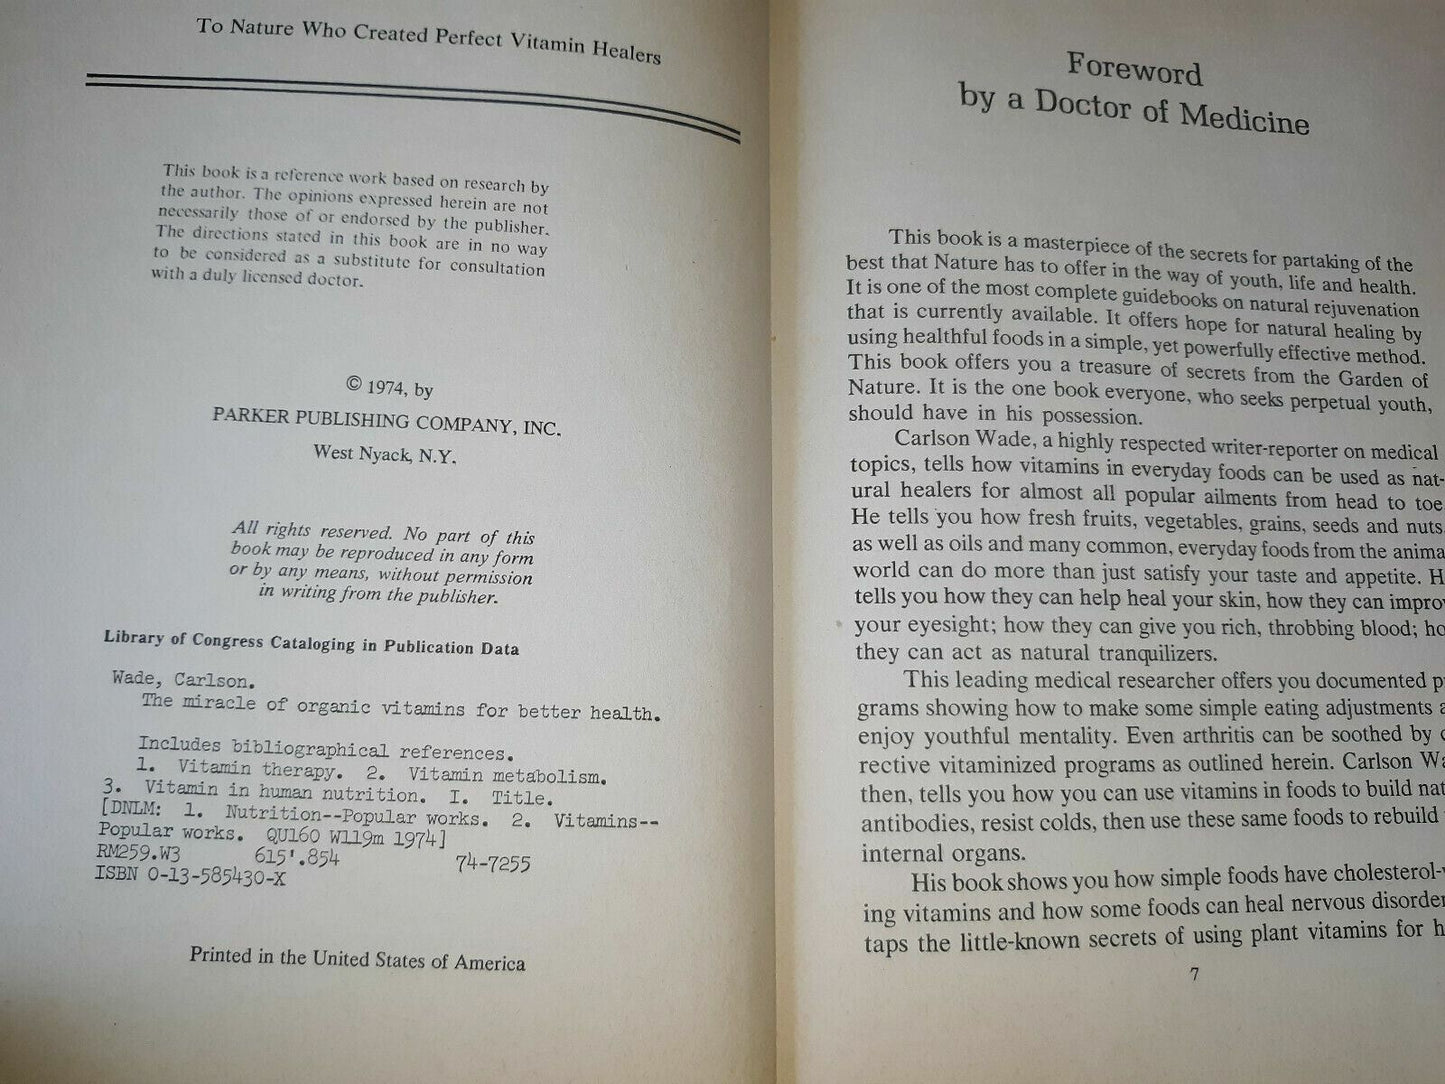 To Nature Who Created Perfect Vitamin Healers
This book is a reference work based on research by
the author. The opinions expressed herein are not
necessarily those of or endorsed by the publisher.
The directions stated in this book are in no way
to be considered as a substitute for consultation
with a duly licensed doctor.
© 1974, by
PARKER PUBLISHING COMPANY, INC.
West Nyack, N.Y.
All rights reserved. No part of this
book may be reproduced in any form
or by any means, without permission
in writing from the publisher.
Library of Congress Cataloging in Publication Data
Wade, Carlson.
The miracle of organic vitamins for better health.
Includes bibliographical references.
1. Vitamin therapy. 2. Vitamin metabolism.
3. Vitamin in human nutrition. I. Title.
[DNLM: 1. Nutrition--Popular works. 2. Vitamins--
Popular works. QU160 W119m 1974]
RM259.W3 615'.854 74-7255
ISBN 0-13-585430-X
Printed in the United States of America
Foreword
by a Doctor of Medicine
This book is a masterpiece of the secrets for partaking of the
best that Nature has to offer in the way of youth, life and health.
It is one of the most complete guidebooks on natural rejuvenation
that is currently available. It offers hope for natural healing by
using healthful foods in a simple, yet powerfully effective method.
This book offers you a treasure of secrets from the Garden of
Nature. It is the one book everyone, who seeks perpetual youth,
should have in his possession.
Carlson Wade, a highly respected writer-reporter on medical
topics, tells how vitamins in everyday foods can be used as nat-
ural healers for almost all popular ailments from head to toe
He tells you how fresh fruits, vegetables, grains, seeds and nuts,
as well as oils and many common, everyday foods from the anima
world can do more than just satisfy your taste and appetite. H
tells you how they can help heal your skin, how they can improv
your eyesight; how they can give you rich, throbbing blood; ho
they can act as natural tranquilizers.
This leading medical researcher offers you documented p
grams showing how to make some simple eating adjustments a
enjoy youthful mentality. Even arthritis can be soothed by c
rective vitaminized programs as outlined herein. Carlson Wa
then, tells you how you can use vitamins in foods to build nat
antibodies, resist colds, then use these same foods to rebuild
internal organs.
His book shows you how simple foods have cholesterol-
ing vitamins and how some foods can heal nervous disorder
taps the little-known secrets of using plant vitamins for h
7